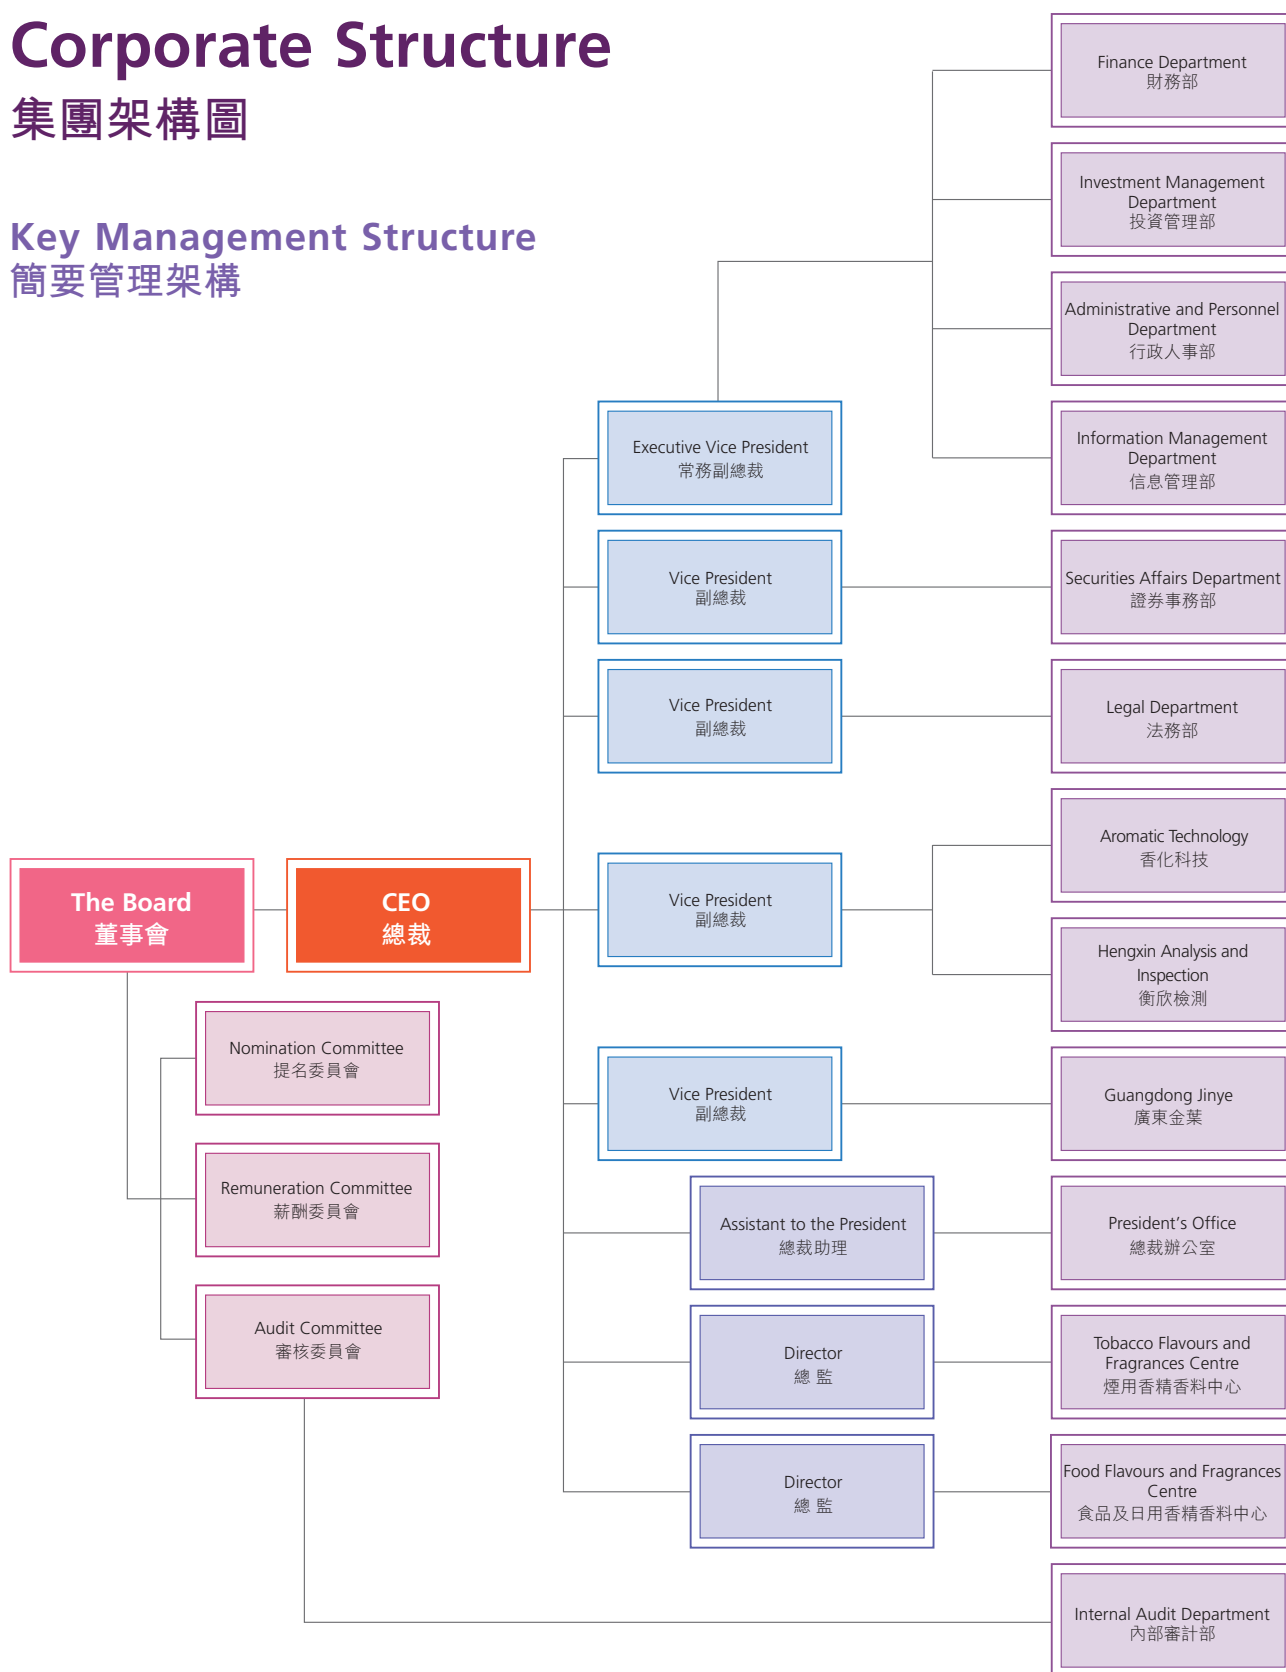 Corporate Structure
集團架構圖
Key Management Structure
簡要管理架構
Finance Department
財務部
Investment Management
Department
投資管理部
Administrative and Personnel
Department
行政人事部
Information Management
Department
信息管理部
Executive Vice President
常務副總裁
Vice President
副總裁
Securities Affairs Department
證券事務部
Vice President
副總裁
Legal Department
法務部
The Board
董事會
CEO
總裁
Vice President
副總裁
Aromatic Technology
香化科技
Hengxin Analysis and
Inspection
衡欣檢測
Nomination Committee
提名委員會
Remuneration Committee
薪酬委員會
Audit Committee
審核委員會
Vice President
副總裁
Guangdong Jinye
廣東金葉
Assistant to the President
總裁助理
President’s Office
總裁辦公室
Director
總 監
Tobacco Flavours and
Fragrances Centre
煙用香精香料中心
Director
總 監
Food Flavours and Fragrances
Centre
食品及日用香精香料中心
Internal Audit Department
內部審計部